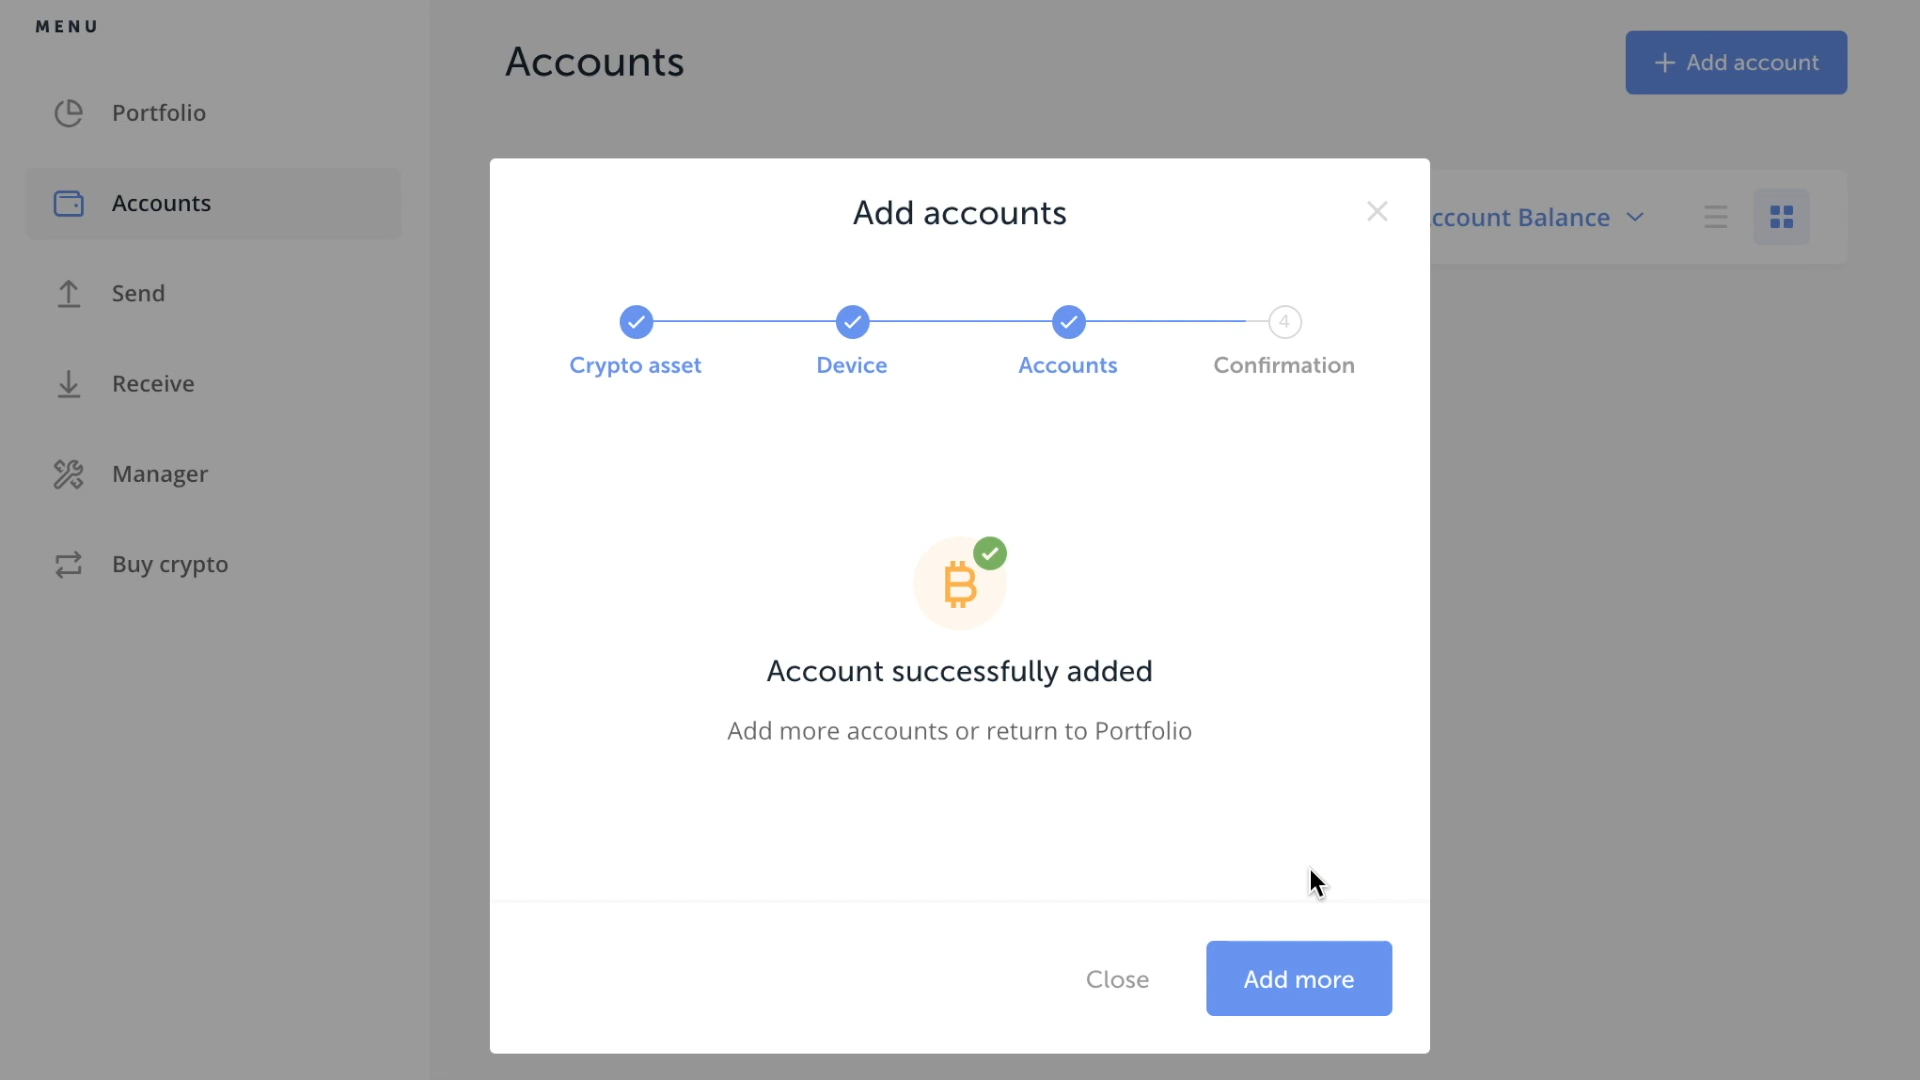 MENU
Portfolio
Accounts
Send
Receive
Manager
Buy crypto
Accounts
+ Add account
ccount Balance
Add accounts
Crypto asset
Device
Accounts
4
Confirmation
Account successfully added
Add more accounts or return to Portfolio
Close
Add more